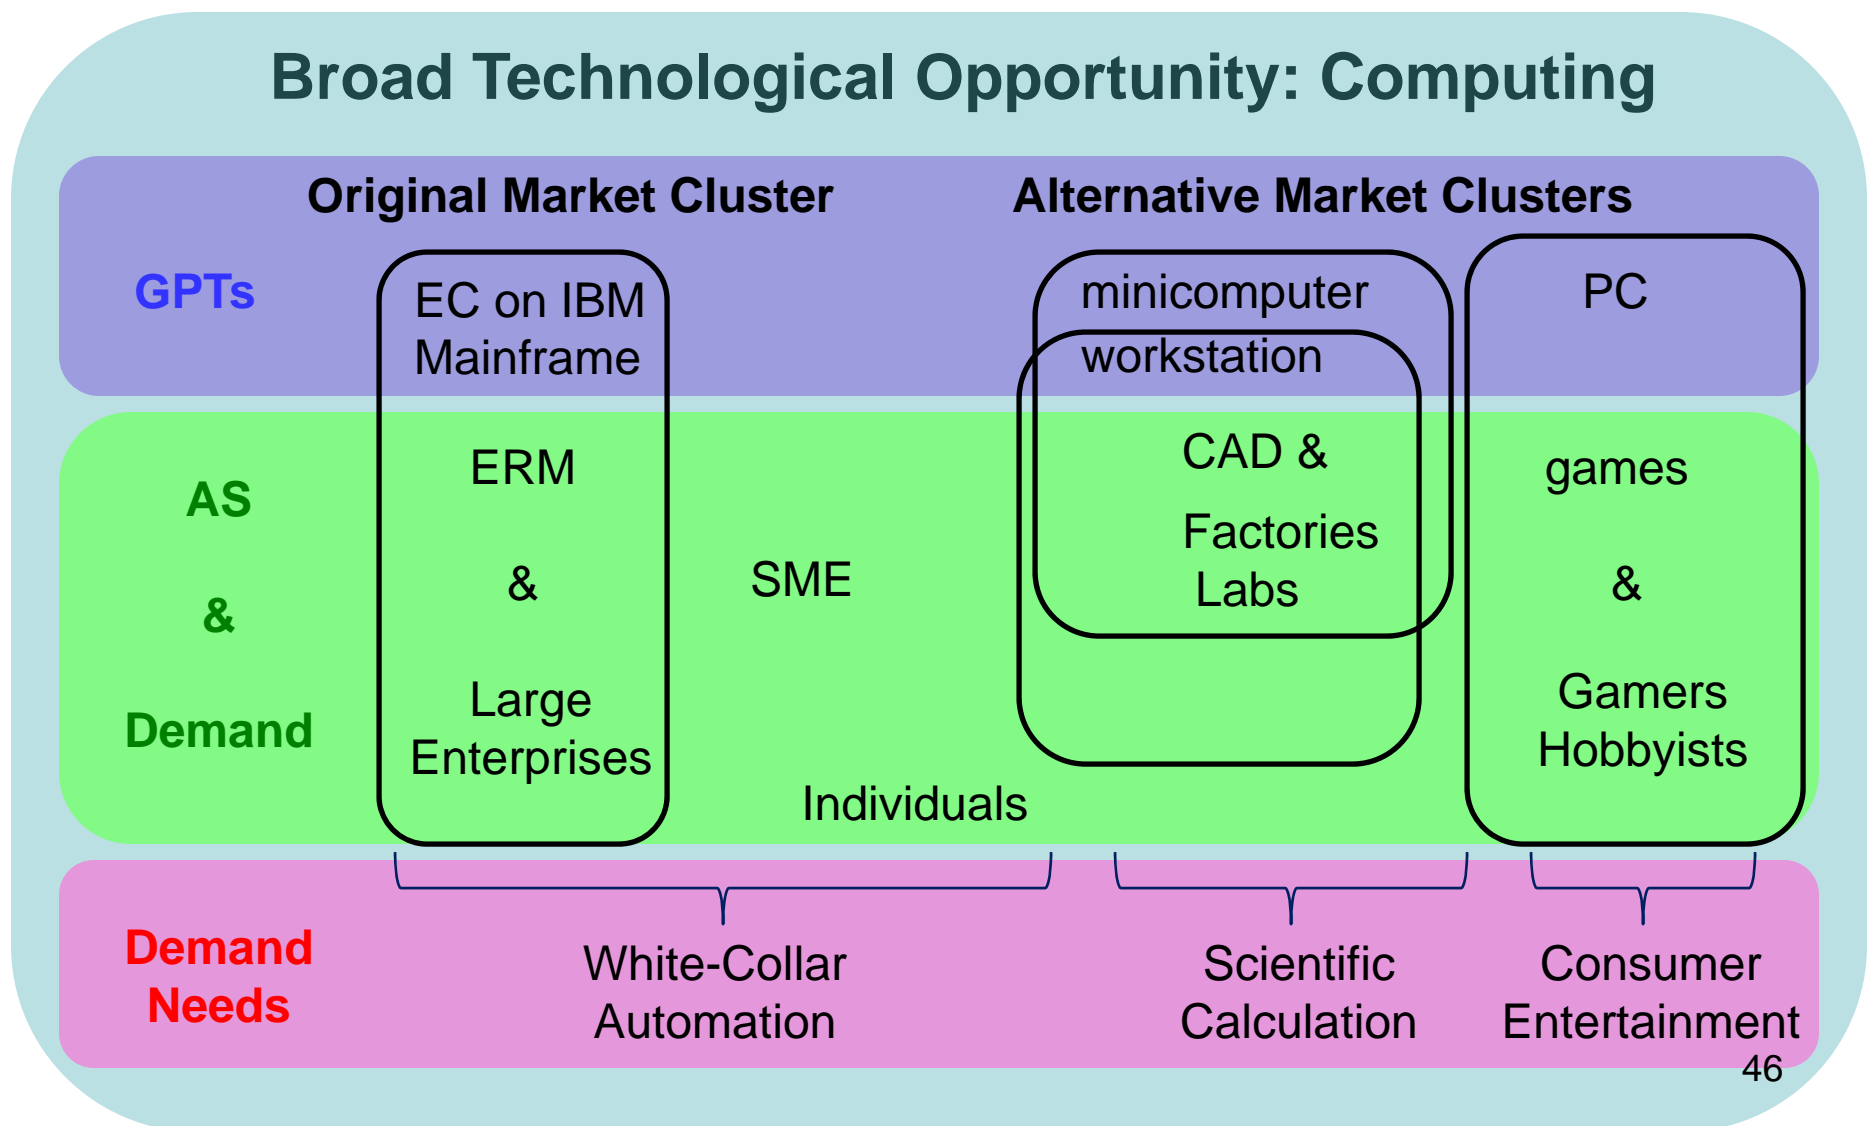 Broad Technological Opportunity: Computing
Original Market Cluster
Alternative Market Clusters
GPTs
EC on IBM
Mainframe
minicomputer
workstation
PC
AS
&
Demand
ERM
&
Large
Enterprises
SME
Individuals
CAD &
Factories
Labs
games
&
Gamers
Hobbyists
Demand
Needs
White-Collar
Automation
Scientific
Calculation
Consumer
Entertainment
46